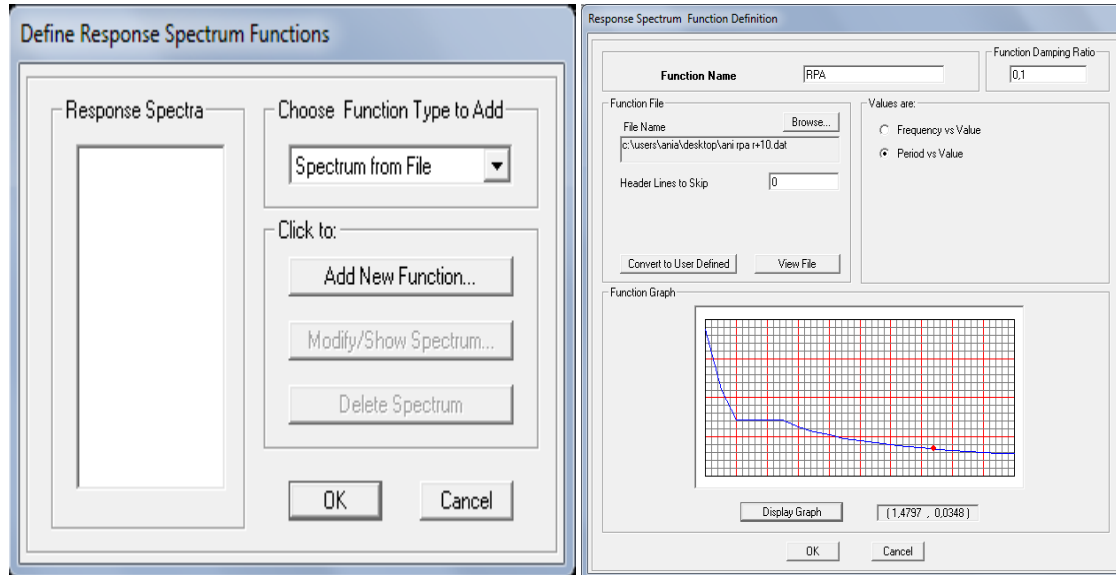 Define Response Spectrum Functions
Response Spectra
Choose Function Type to Add
Spectrum from File
Click to:
Add New Function...
Modify/Show Spectrum...
Delete Spectrum
OK
Cancel
Response Spectrum Function Definition
Function Name
RPA
Function Damping Ratio
0,1
Function File
File Name
Browse...
c:\users\ania\desktop\ani rpa r+10.dat
Header Lines to Skip
0
Convert to User Defined
View File
Values are:
Frequency vs Value
Period vs Value
Function Graph
Display Graph
(1,4797 , 0,0348 )
OK
Cancel